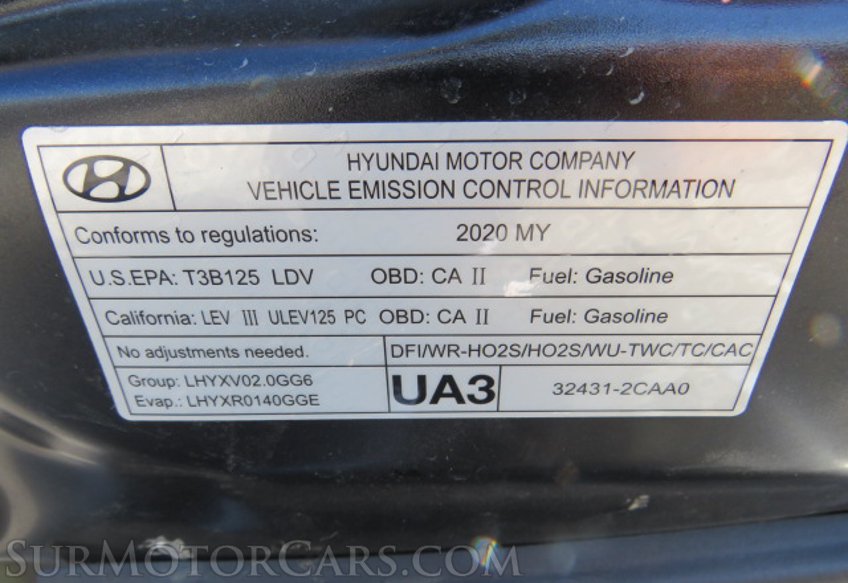 HYUNDAI MOTOR COMPANY
VEHICLE EMISSION CONTROL INFORMATION
Conforms to regulations: 2020 MY
U.S.EPA: T3B125 LDV OBD: CA II Fuel: Gasoline
California: LEV III ULEV125 PC OBD: CA II Fuel: Gasoline
No adjustments needed. DFI/WR-HO2S/HO2S/WU-TWC/TC/CAC
Group: LHYXV02.0GG6
Evap.: LHYXR0140GGE
UA3
32431-2CAA0
SURMOTORCARS.COM